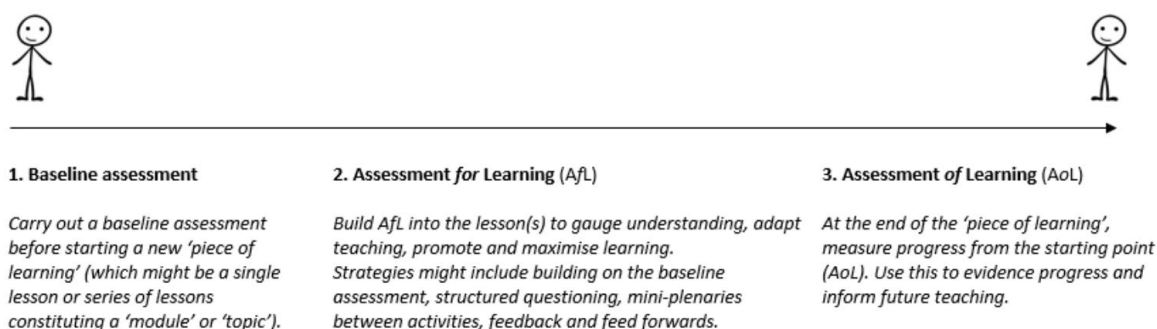 1. Baseline assessment
Carry out a baseline assessment
before starting a new ‘piece of
learning’ (which might be a single
lesson or series of lessons
constituting a ‘module’ or ‘topic’).
2. Assessment for Learning (AfL)
Build AfL into the lesson(s) to gauge understanding, adapt
teaching, promote and maximise learning.
Strategies might include building on the baseline
assessment, structured questioning, mini-plenaries
between activities, feedback and feed forwards.
3. Assessment of Learning (AoL)
At the end of the ‘piece of learning’,
measure progress from the starting point
(AoL). Use this to evidence progress and
inform future teaching.